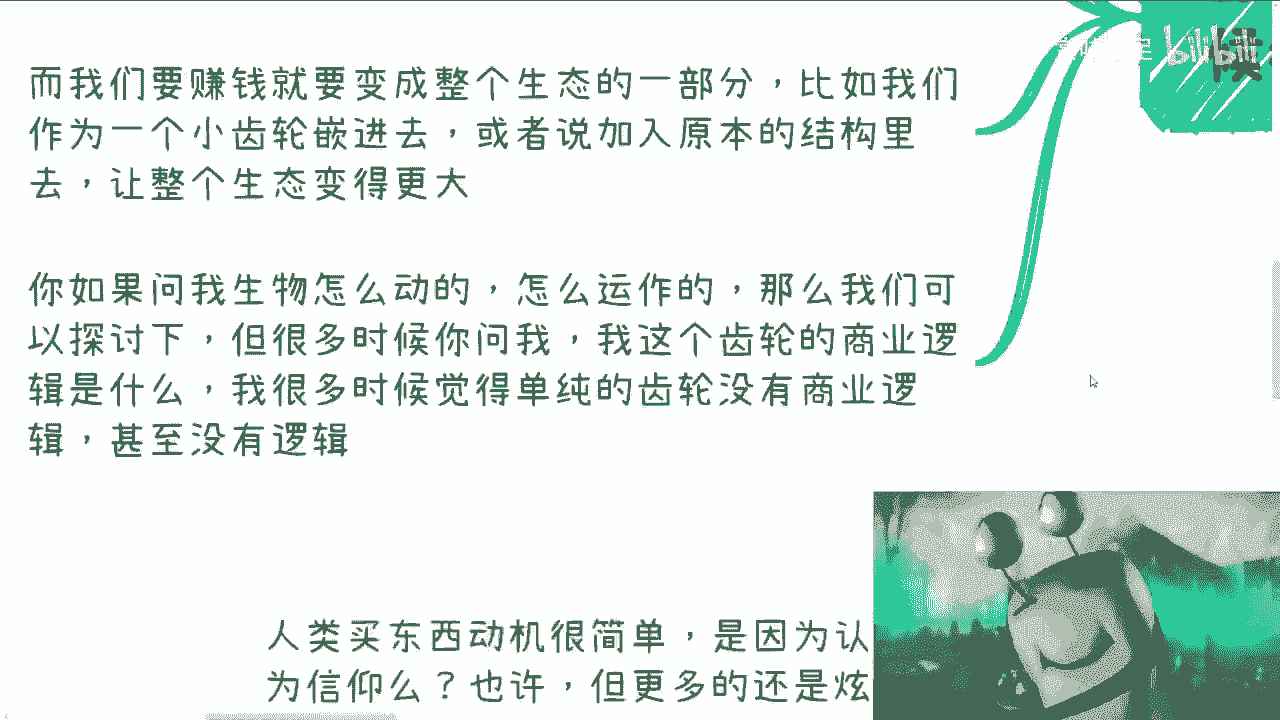 而我们要赚钱就要变成整个生态的一部分，比如我们
作为一个小齿轮嵌进去，或者说加入原本的结构里
去，让整个生态变得更大
你如果问我生物怎么动的，怎么运作的，那么我们可
以探讨下，但很多时候你问我，我这个齿轮的商业逻
辑是什么，我很多时候觉得单纯的齿轮没有商业逻
辑，甚至没有逻辑
人类买东西动机很简单，是因为认
为信仰么？也许，但更多的还是炫
bilibili